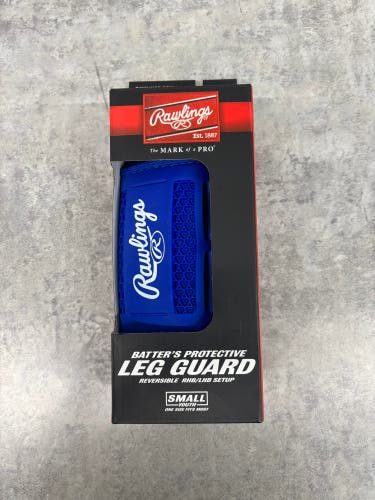 Rawlings
R
Est. 1887
The MARK of a PRO
Rawlings
R
BATTER'S PROTECTIVE
LEG GUARD
REVERSIBLE RHB/LHB SETUP
SMALL
YOUTH
ONE SIZE FITS MOST